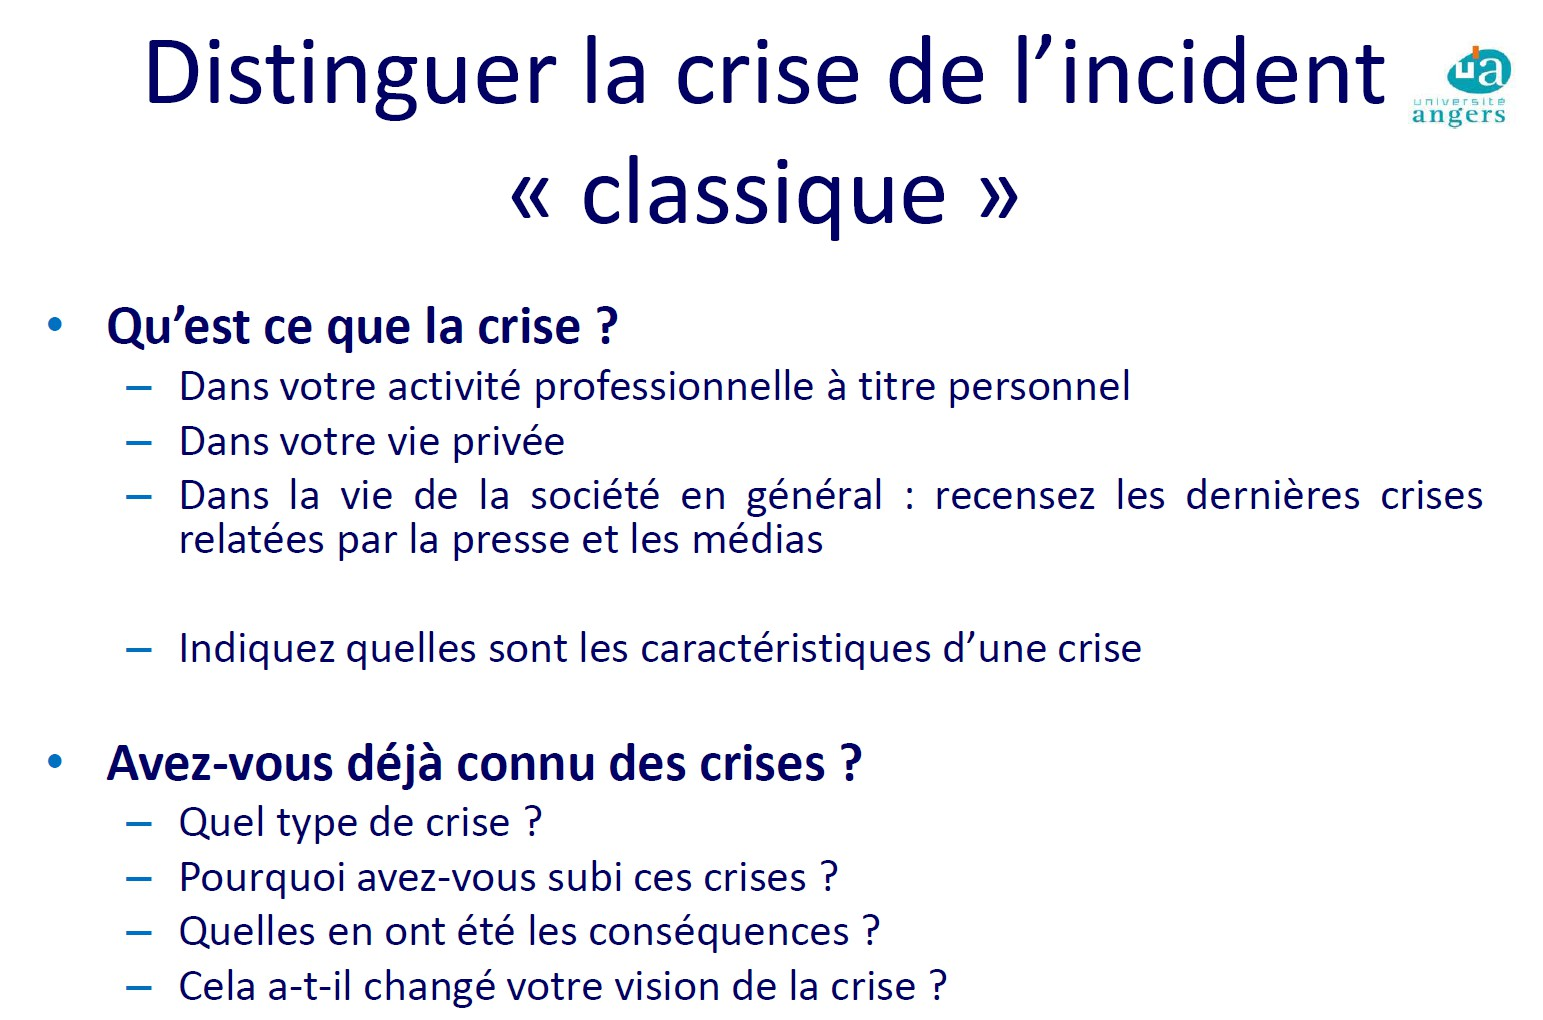 Distinguer la crise de l’incident
« classique »
ua
université
angers
• Qu’est ce que la crise ?
– Dans votre activité professionnelle à titre personnel
– Dans votre vie privée
– Dans la vie de la société en général : recensez les dernières crises
relatées par la presse et les médias
– Indiquez quelles sont les caractéristiques d’une crise
• Avez-vous déjà connu des crises ?
– Quel type de crise ?
– Pourquoi avez-vous subi ces crises ?
– Quelles en ont été les conséquences ?
– Cela a-t-il changé votre vision de la crise ?